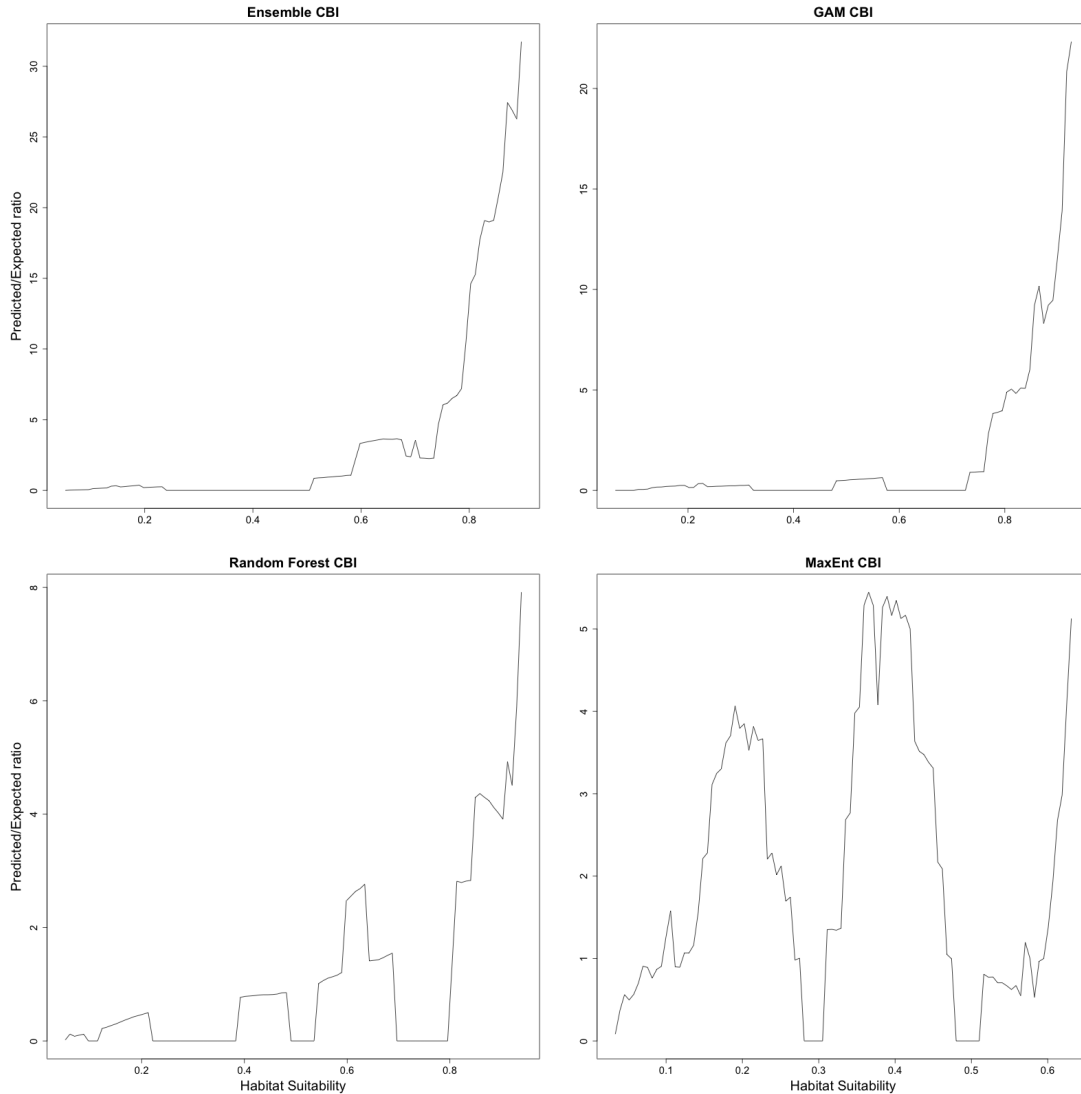 Ensemble CBI
Predicted/Expected ratio
30
25
20
15
10
5
0
0.2 0.4 0.6 0.8
GAM CBI
20
15
10
5
0
0.2 0.4 0.6 0.8
Random Forest CBI
Predicted/Expected ratio
8
6
4
2
0
0.2 0.4 0.6 0.8
Habitat Suitability
MaxEnt CBI
5
4
3
2
1
0
0.1 0.2 0.3 0.4 0.5 0.6
Habitat Suitability